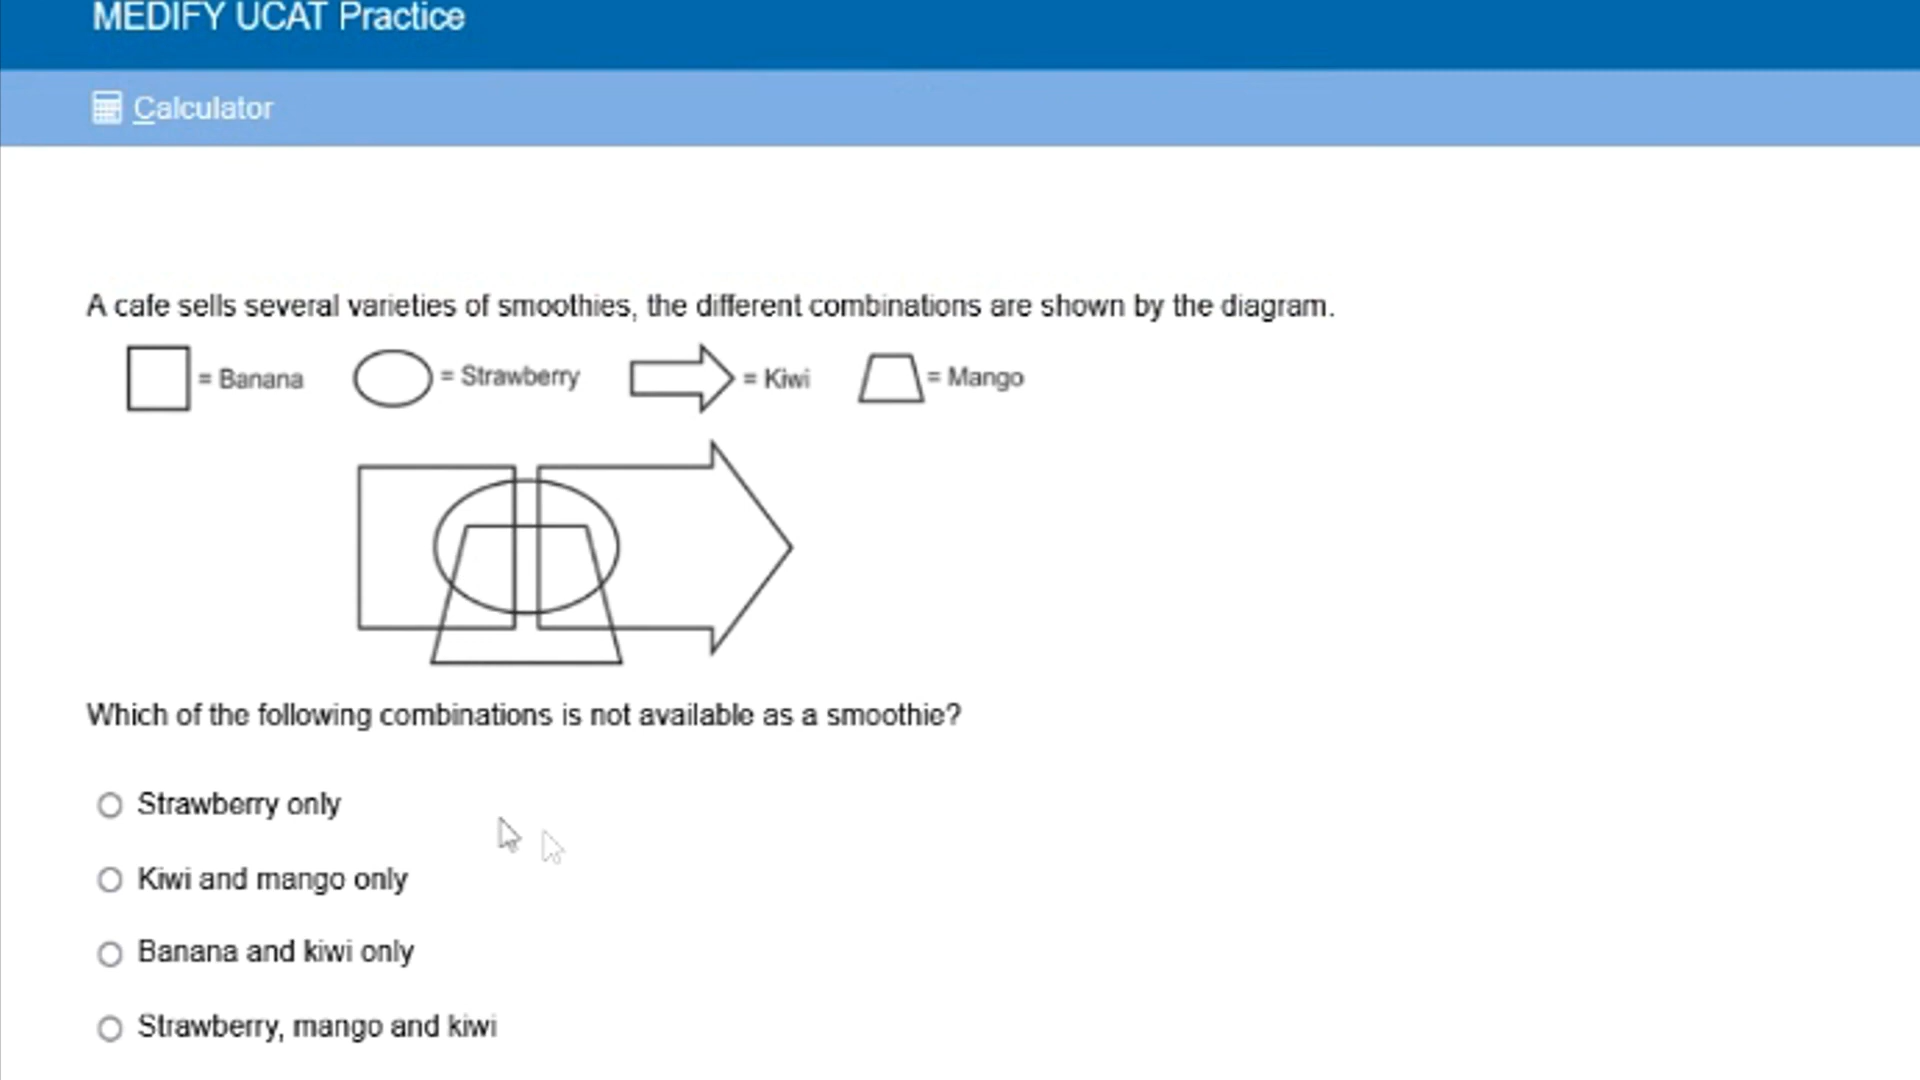 MEDIFY UCAT Practice
Calculator
A cafe sells several varieties of smoothies, the different combinations are shown by the diagram.
= Banana = Strawberry = Kiwi = Mango
Which of the following combinations is not available as a smoothie?
Strawberry only
Kiwi and mango only
Banana and kiwi only
Strawberry, mango and kiwi